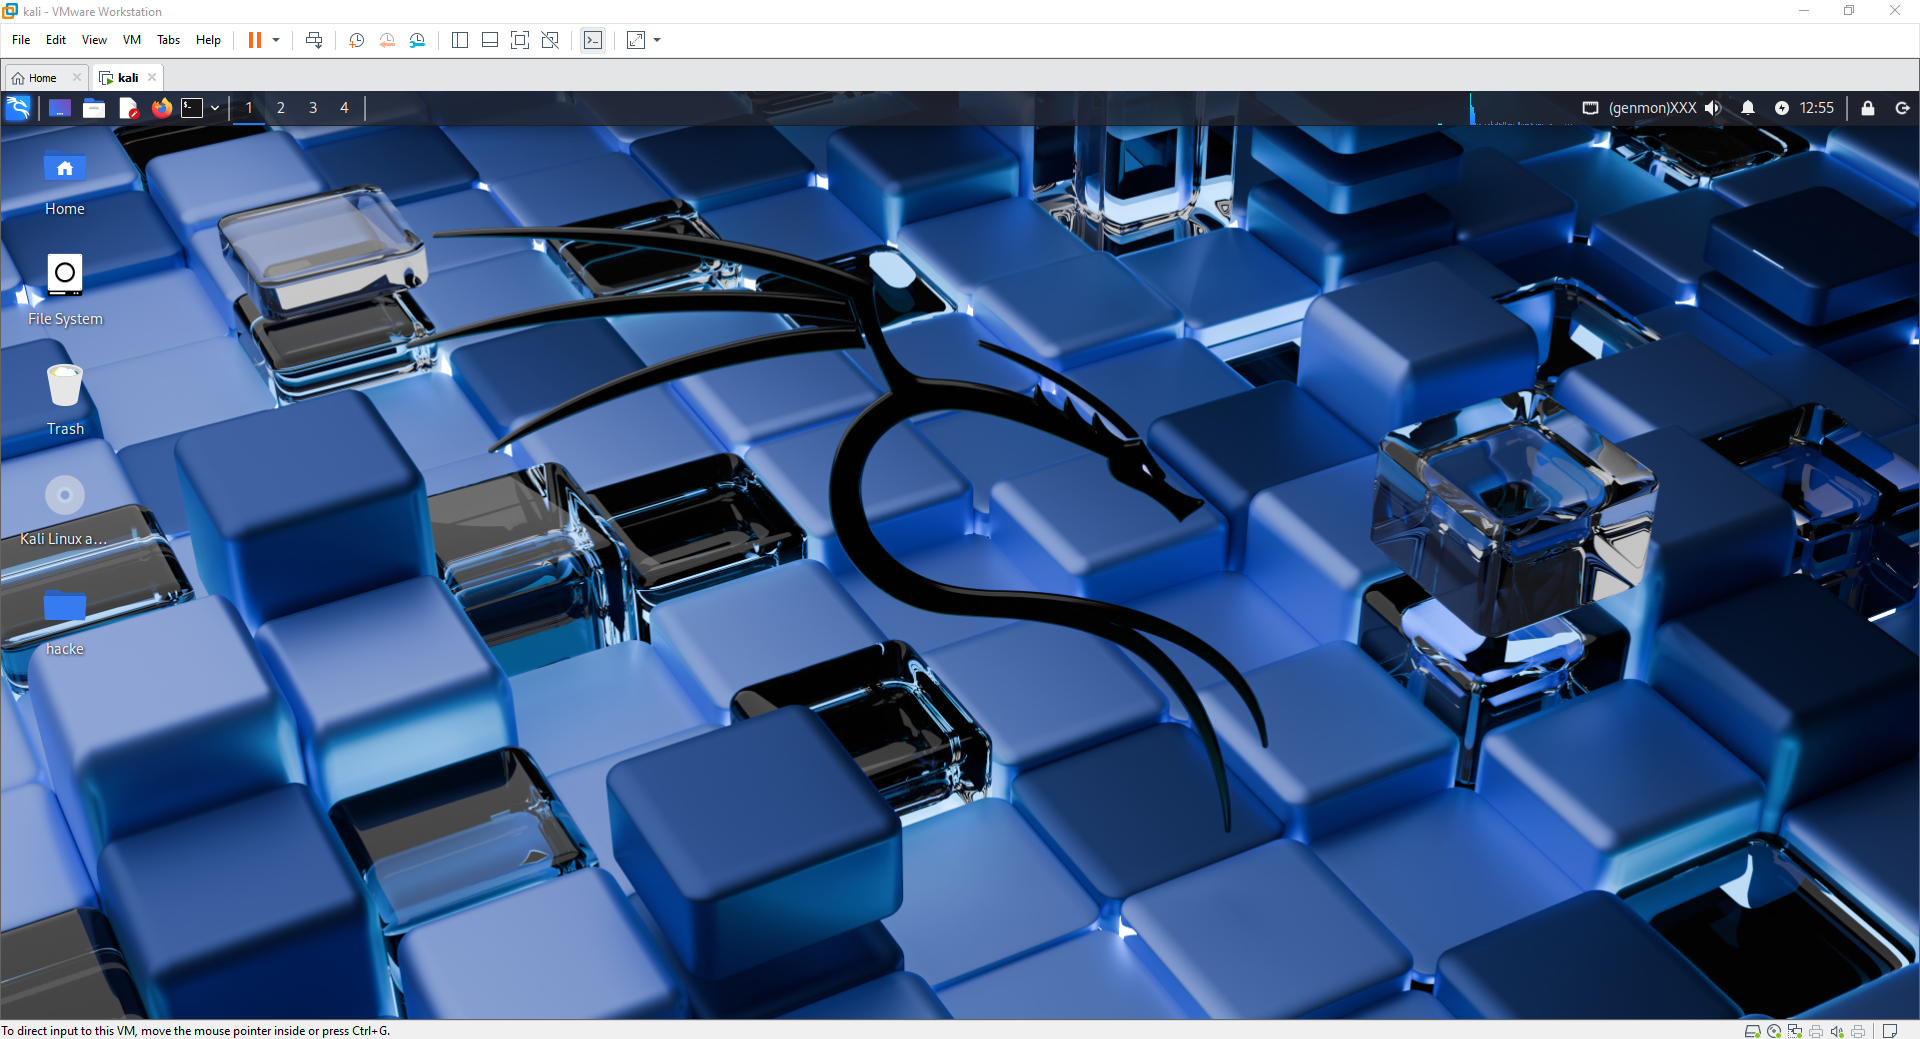 kali - VMware Workstation
File Edit View VM Tabs Help
Home kali
1 2 3 4 (genmon)XXX 12:55
Home
File System
Trash
Kali Linux a...
hacke
To direct input to this VM, move the mouse pointer inside or press Ctrl+G.